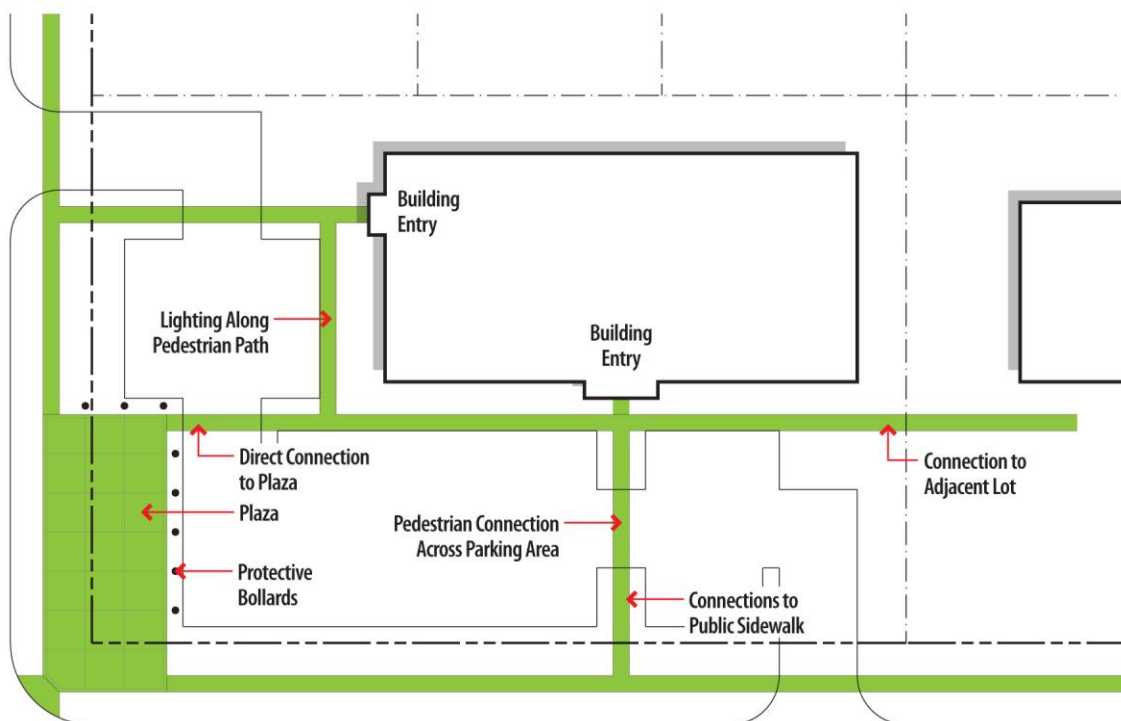 Building
Entry
Lighting Along
Pedestrian Path
Building
Entry
Direct Connection
to Plaza
Plaza
Protective
Bollards
Pedestrian Connection
Across Parking Area
Connections to
Public Sidewalk
Connection to
Adjacent Lot